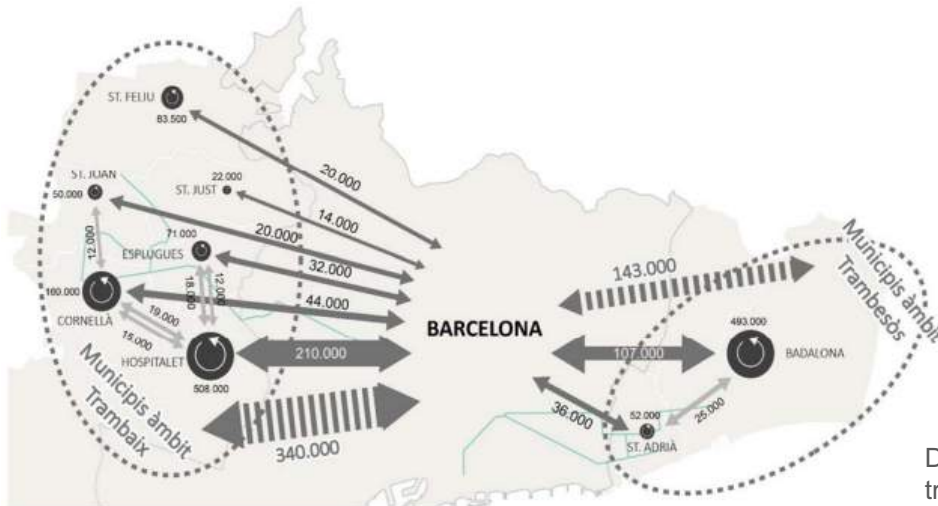 ST. FELIU
83.500
ST. JOAN
50.000
22.000
ST. JUST
71.000
ESPLUGUES
12.000
18.000
12.000
160.000
CORNELLÀ
19.000
15.000
HOSPITALET
508.000
Municipis àmbit
Trambaix
20.000
14.000
20.000
32.000
44.000
210.000
340.000
BARCELONA
143.000
107.000
36.000
Municipis àmbit
Trambesòs
493.000
BADALONA
52.000
ST. ADRIÀ
25.000
D
tr